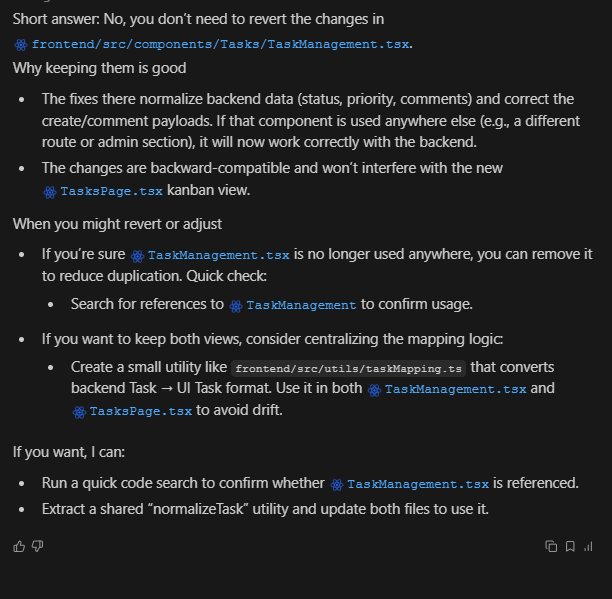 Short answer: No, you don’t need to revert the changes in
frontend/src/components/Tasks/TaskManagement.tsx.
Why keeping them is good
• The fixes there normalize backend data (status, priority, comments) and correct the
create/comment payloads. If that component is used anywhere else (e.g., a different
route or admin section), it will now work correctly with the backend.
• The changes are backward-compatible and won’t interfere with the new
TasksPage.tsx kanban view.
When you might revert or adjust
• If you’re sure TaskManagement.tsx is no longer used anywhere, you can remove it
to reduce duplication. Quick check:
• Search for references to TaskManagement to confirm usage.
• If you want to keep both views, consider centralizing the mapping logic:
• Create a small utility like frontend/src/utils/taskMapping.ts that converts
backend Task → UI Task format. Use it in both TaskManagement.tsx and
TasksPage.tsx to avoid drift.
If you want, I can:
• Run a quick code search to confirm whether TaskManagement.tsx is referenced.
• Extract a shared “normalizeTask” utility and update both files to use it.